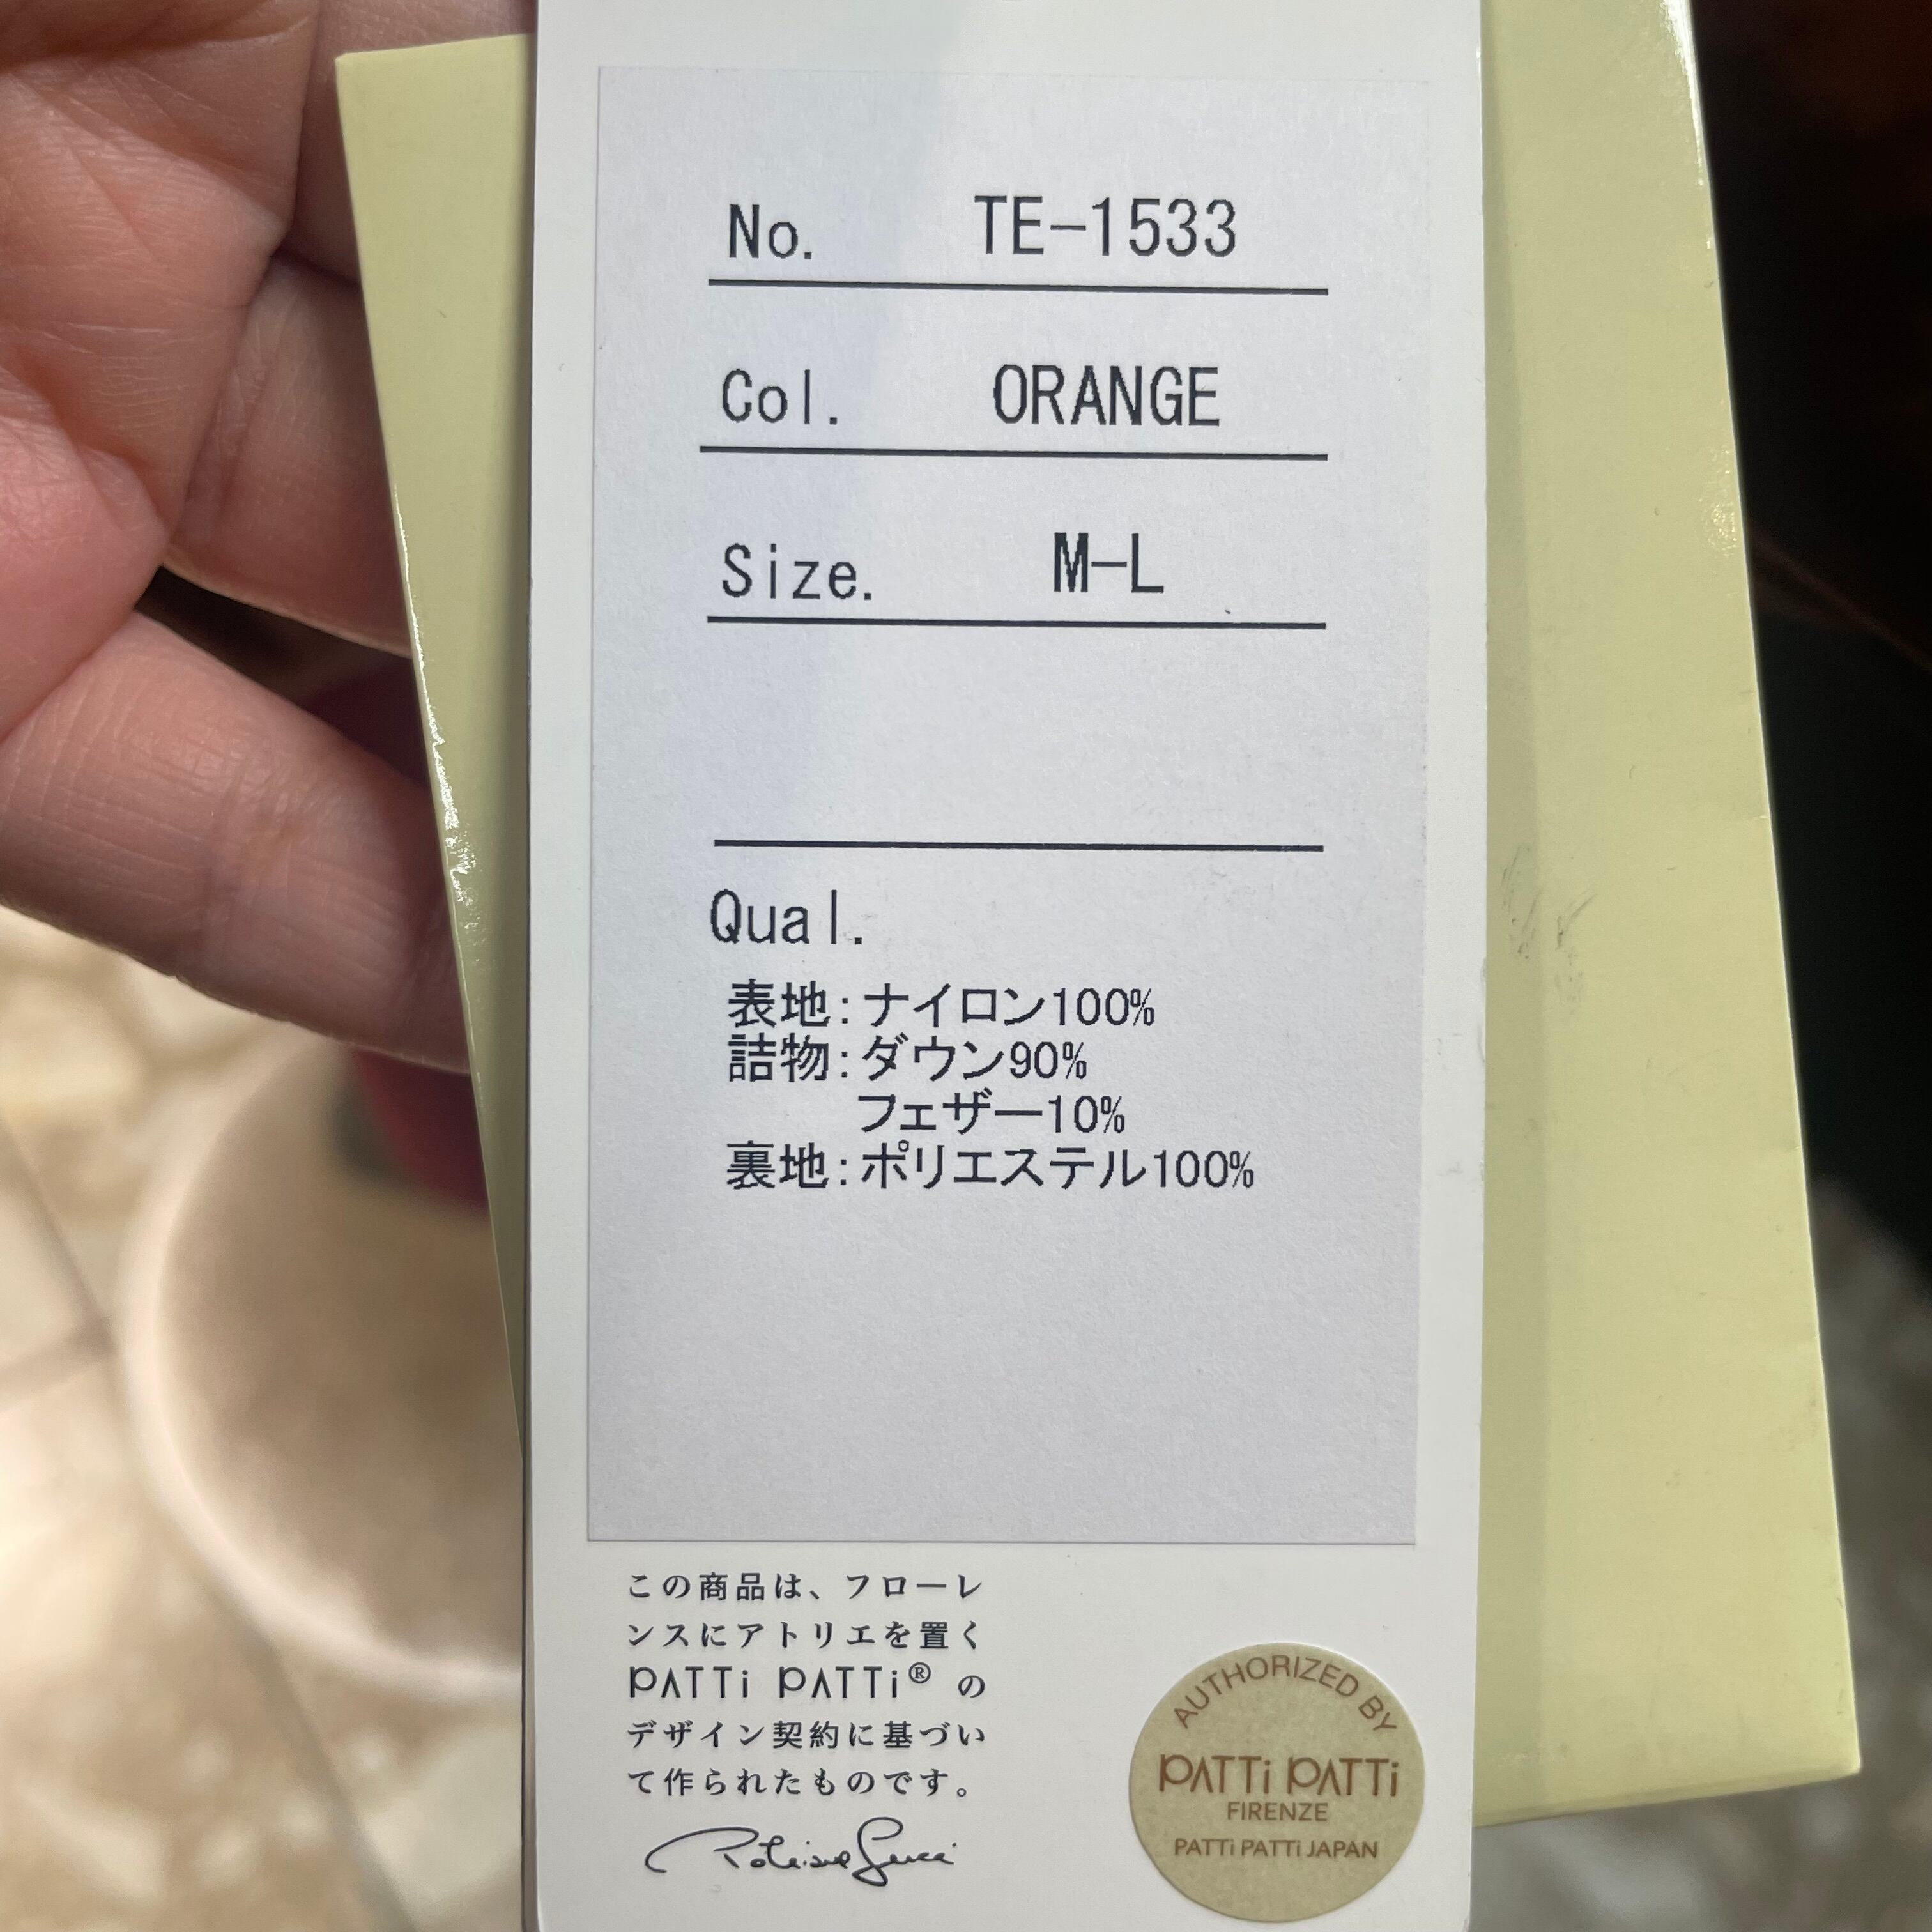 No. TE-1533
Col. ORANGE
Size. M-L
Qual.
表地:ナイロン100%
詰物:ダウン90%
フェザー10%
裏地:ポリエステル100%
この商品は、フローレ
ンスにアトリエを置く
PATTi PATTi® の
デザイン契約に基づい
て作られたものです。
AUTHORIZED BY
PATTi PATTi
FIRENZE
PATTi PATTi JAPAN